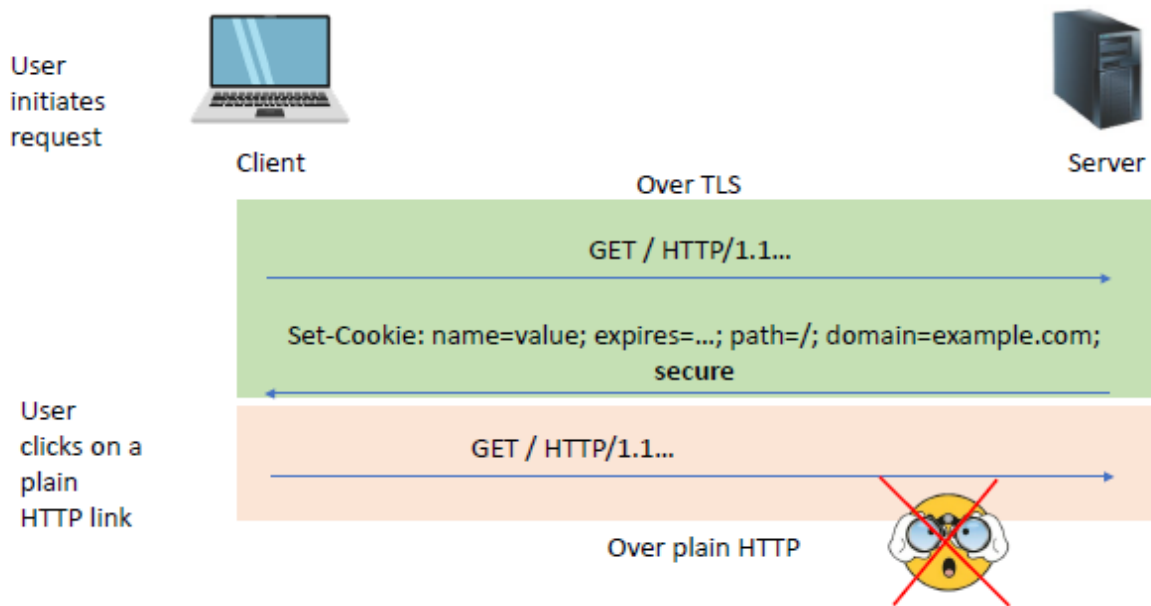 User
initiates
request
Client
Server
Over TLS
GET / HTTP/1.1...
Set-Cookie: name=value; expires=...; path=/; domain=example.com;
secure
User
clicks on a
plain
HTTP link
GET / HTTP/1.1...
Over plain HTTP